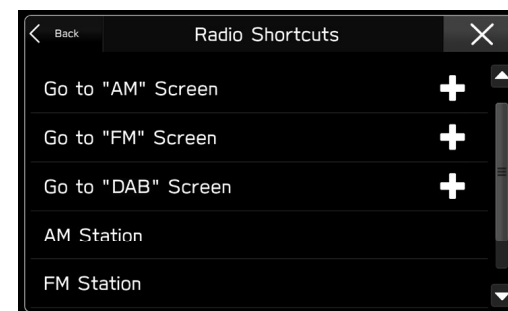 Back
Radio Shortcuts
Go to "AM" Screen
Go to "FM" Screen
Go to "DAB" Screen
AM Station
FM Station